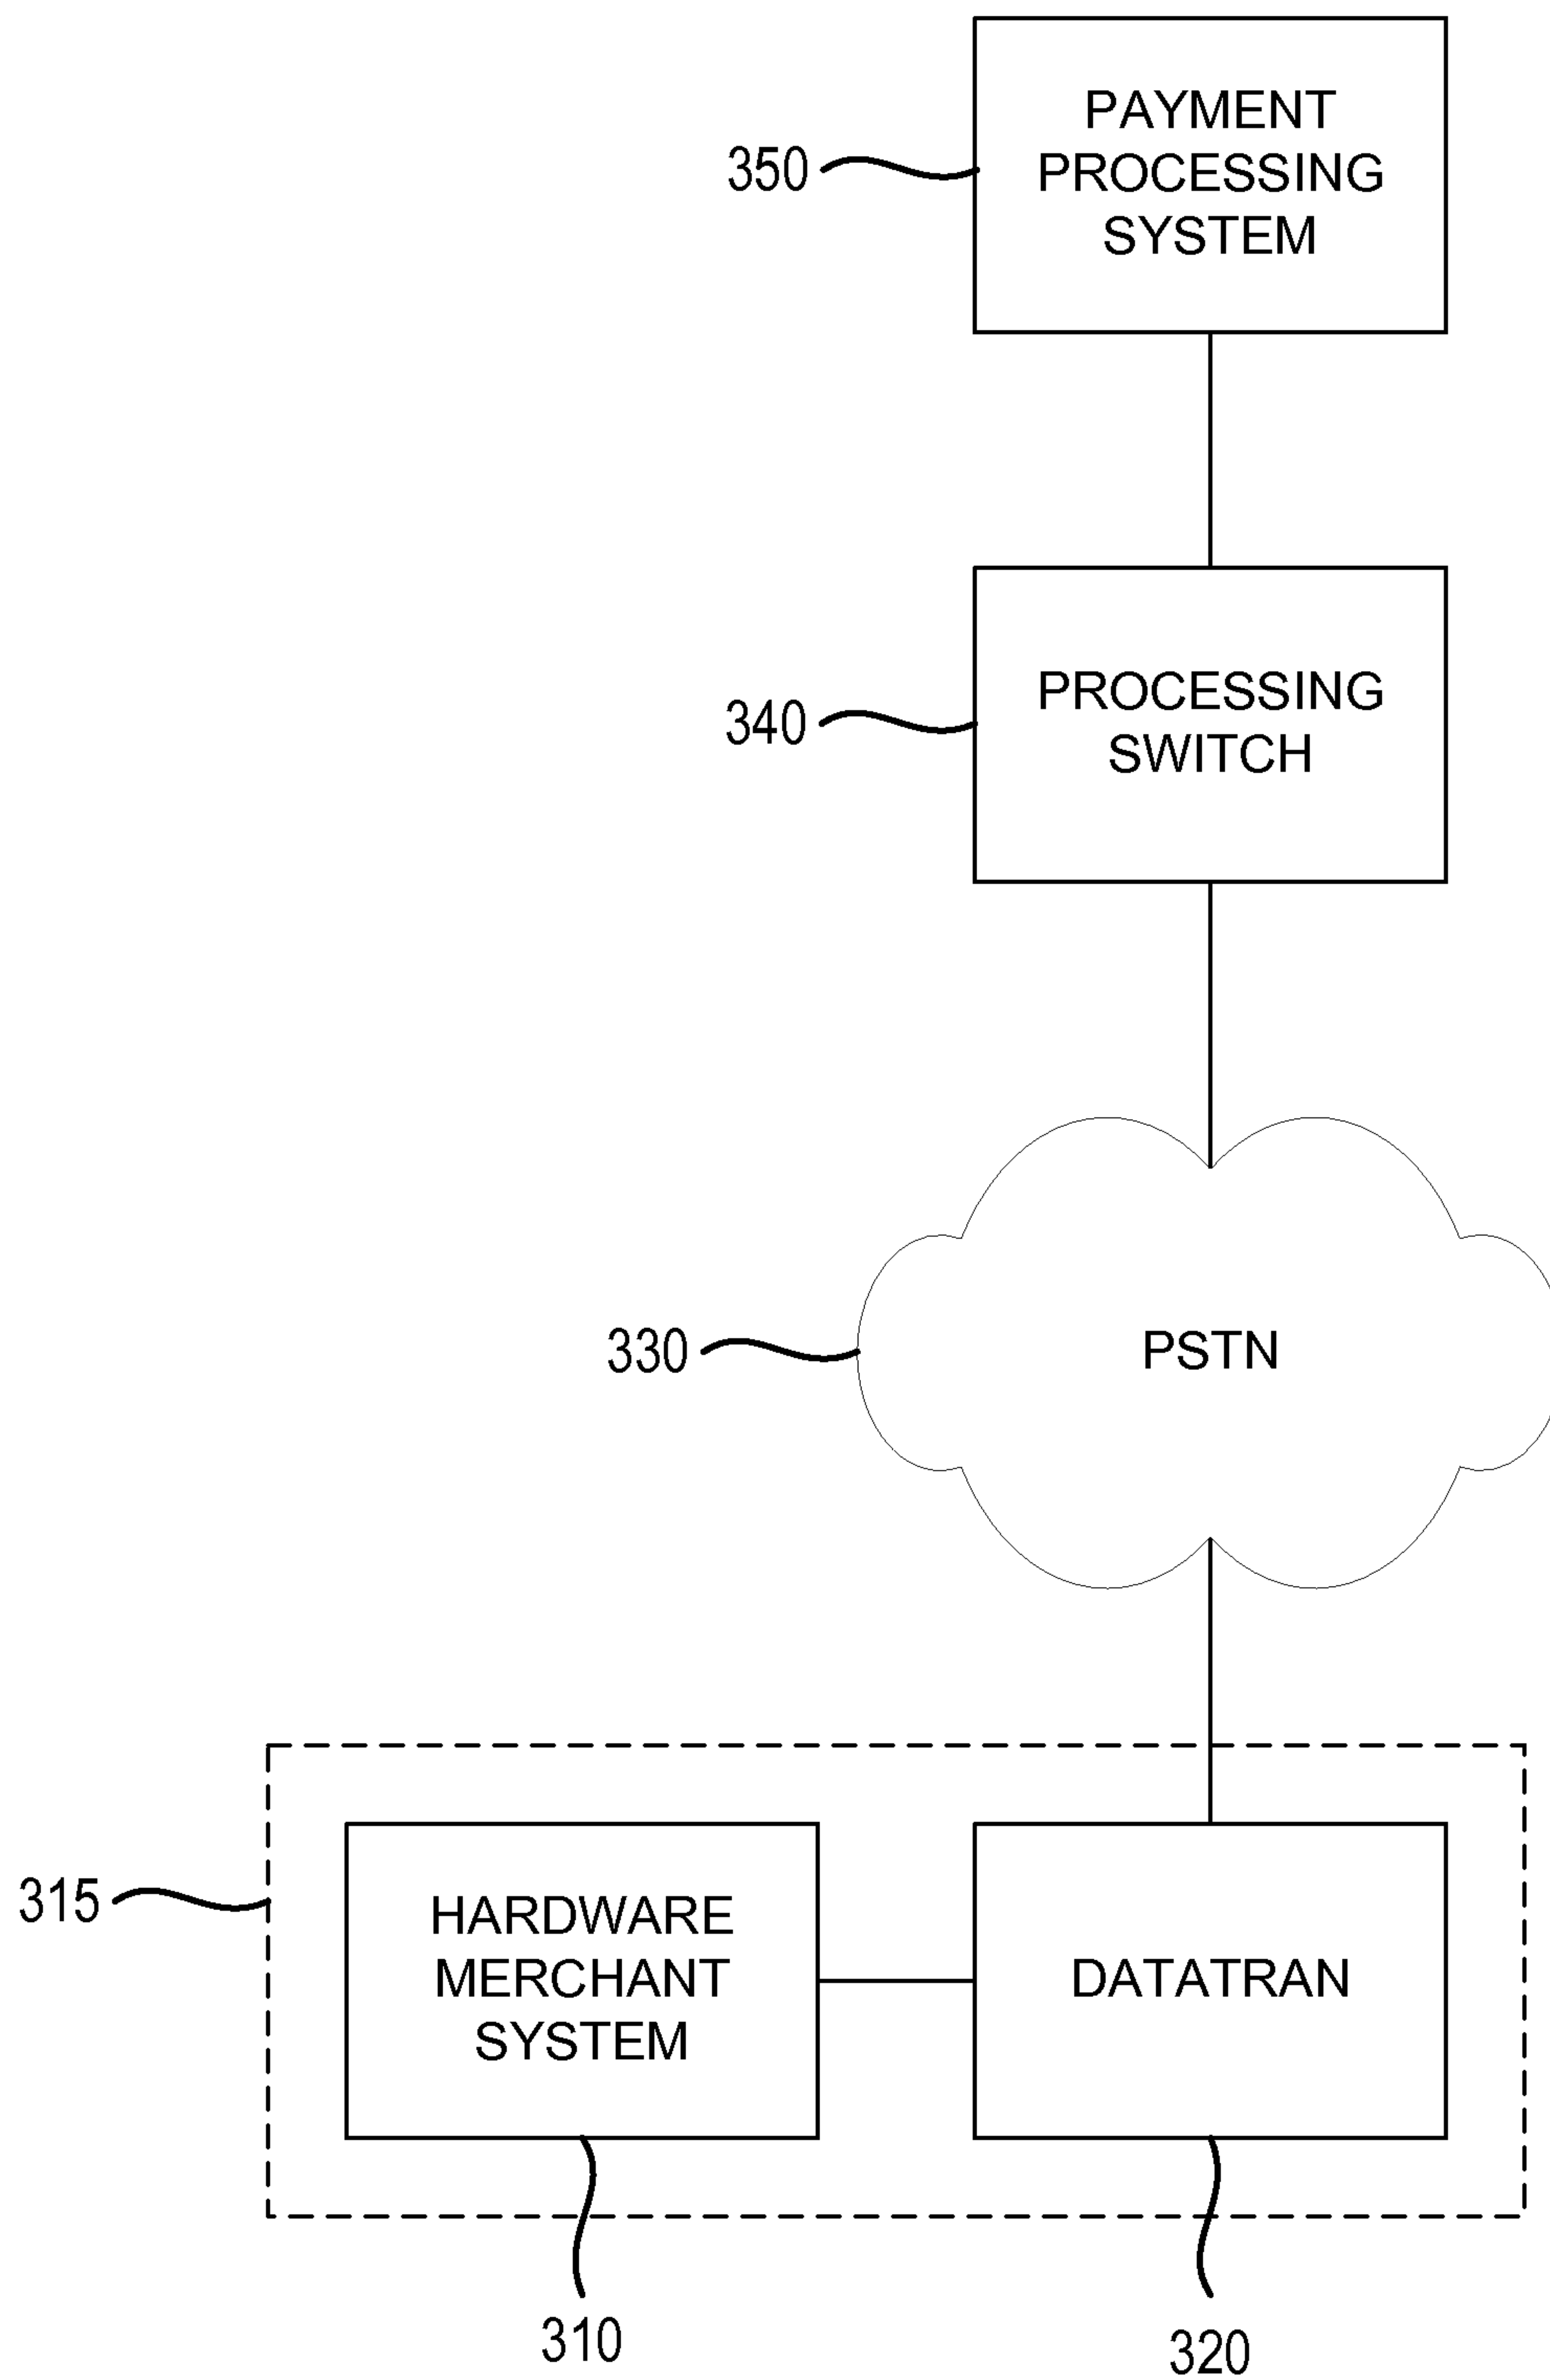 PAYMENT
PROCESSING
SYSTEM
350
PROCESSING
SWITCH
340
PSTN
330
315
HARDWARE
MERCHANT
SYSTEM
DATATRAN
310
320